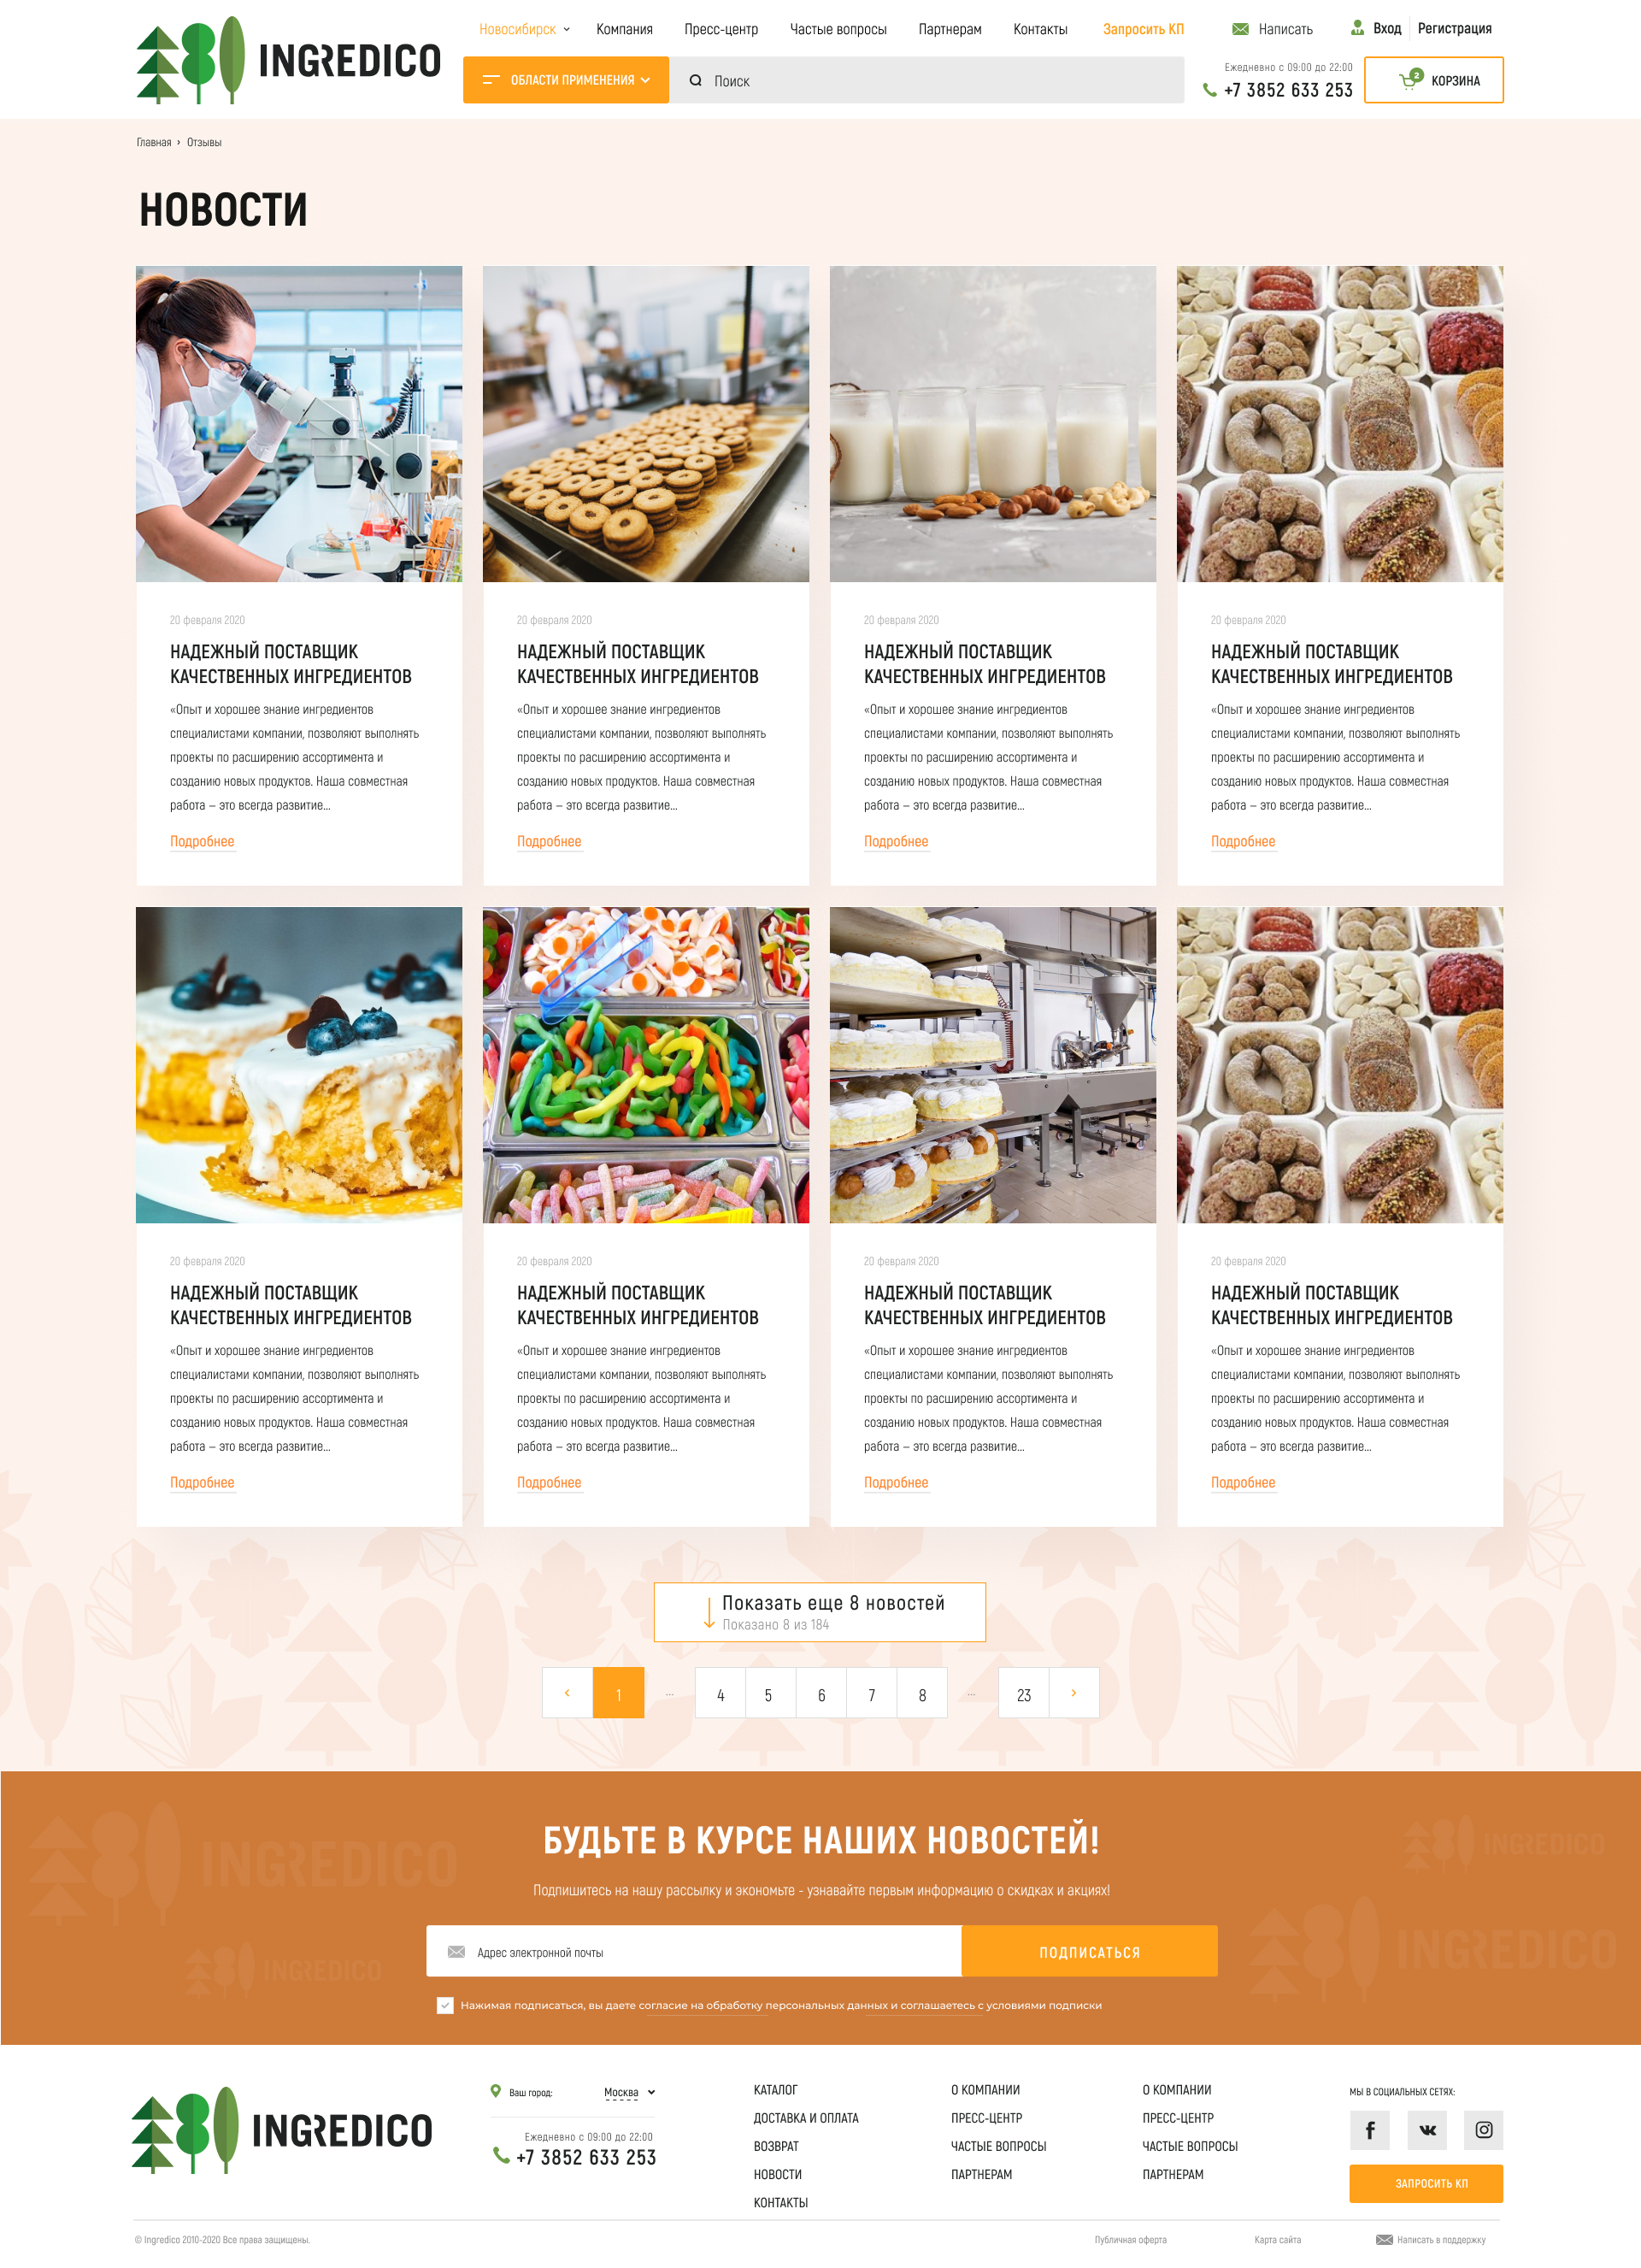 INGREDICO
Новосибирск Компания Пресс-центр Частые вопросы Партнерам Контакты Запросить КП Написать Вход Регистрация
ОБЛАСТИ ПРИМЕНЕНИЯ Поиск
Ежедневно с 09:00 до 22:00
+7 3852 633 253
2 КОРЗИНА
Главная › Отзывы
НОВОСТИ
20 февраля 2020
НАДЕЖНЫЙ ПОСТАВЩИК
КАЧЕСТВЕННЫХ ИНГРЕДИЕНТОВ
«Опыт и хорошее знание ингредиентов
специалистами компании, позволяют выполнять
проекты по расширению ассортимента и
созданию новых продуктов. Наша совместная
работа – это всегда развитие...
Подробнее
20 февраля 2020
НАДЕЖНЫЙ ПОСТАВЩИК
КАЧЕСТВЕННЫХ ИНГРЕДИЕНТОВ
«Опыт и хорошее знание ингредиентов
специалистами компании, позволяют выполнять
проекты по расширению ассортимента и
созданию новых продуктов. Наша совместная
работа – это всегда развитие...
Подробнее
20 февраля 2020
НАДЕЖНЫЙ ПОСТАВЩИК
КАЧЕСТВЕННЫХ ИНГРЕДИЕНТОВ
«Опыт и хорошее знание ингредиентов
специалистами компании, позволяют выполнять
проекты по расширению ассортимента и
созданию новых продуктов. Наша совместная
работа – это всегда развитие...
Подробнее
20 февраля 2020
НАДЕЖНЫЙ ПОСТАВЩИК
КАЧЕСТВЕННЫХ ИНГРЕДИЕНТОВ
«Опыт и хорошее знание ингредиентов
специалистами компании, позволяют выполнять
проекты по расширению ассортимента и
созданию новых продуктов. Наша совместная
работа – это всегда развитие...
Подробнее
20 февраля 2020
НАДЕЖНЫЙ ПОСТАВЩИК
КАЧЕСТВЕННЫХ ИНГРЕДИЕНТОВ
«Опыт и хорошее знание ингредиентов
специалистами компании, позволяют выполнять
проекты по расширению ассортимента и
созданию новых продуктов. Наша совместная
работа – это всегда развитие...
Подробнее
20 февраля 2020
НАДЕЖНЫЙ ПОСТАВЩИК
КАЧЕСТВЕННЫХ ИНГРЕДИЕНТОВ
«Опыт и хорошее знание ингредиентов
специалистами компании, позволяют выполнять
проекты по расширению ассортимента и
созданию новых продуктов. Наша совместная
работа – это всегда развитие...
Подробнее
20 февраля 2020
НАДЕЖНЫЙ ПОСТАВЩИК
КАЧЕСТВЕННЫХ ИНГРЕДИЕНТОВ
«Опыт и хорошее знание ингредиентов
специалистами компании, позволяют выполнять
проекты по расширению ассортимента и
созданию новых продуктов. Наша совместная
работа – это всегда развитие...
Подробнее
20 февраля 2020
НАДЕЖНЫЙ ПОСТАВЩИК
КАЧЕСТВЕННЫХ ИНГРЕДИЕНТОВ
«Опыт и хорошее знание ингредиентов
специалистами компании, позволяют выполнять
проекты по расширению ассортимента и
созданию новых продуктов. Наша совместная
работа – это всегда развитие...
Подробнее
Показать еще 8 новостей
Показано 8 из 184
‹ 1 ... 4 5 6 7 8 ... 23 ›
INGREDICO
INGREDICO
INGREDICO
INGREDICO
БУДЬТЕ В КУРСЕ НАШИХ НОВОСТЕЙ!
Подпишитесь на нашу рассылку и экономьте - узнавайте первым информацию о скидках и акциях!
Адрес электронной почты ПОДПИСАТЬСЯ
Нажимая подписаться, вы даете согласие на обработку персональных данных и соглашаетесь с условиями подписки
INGREDICO
Ваш город: Москва
Ежедневно с 09:00 до 22:00
+7 3852 633 253
КАТАЛОГ
ДОСТАВКА И ОПЛАТА
ВОЗВРАТ
НОВОСТИ
КОНТАКТЫ
О КОМПАНИИ
ПРЕСС-ЦЕНТР
ЧАСТЫЕ ВОПРОСЫ
ПАРТНЕРАМ
О КОМПАНИИ
ПРЕСС-ЦЕНТР
ЧАСТЫЕ ВОПРОСЫ
ПАРТНЕРАМ
МЫ В СОЦИАЛЬНЫХ СЕТЯХ:
ЗАПРОСИТЬ КП
© Ingredico 2010-2020 Все права защищены.
Публичная оферта Карта сайта Написать в поддержку